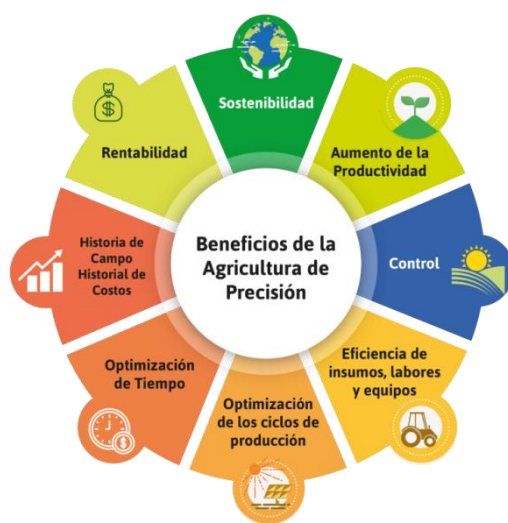 Beneficios de la
Agricultura de
Precisión
Sostenibilidad
Aumento de la
Productividad
Control
Eficiencia de
insumos, labores
y equipos
Optimización
de los ciclos de
producción
Optimización
de Tiempo
Historia de
Campo
Historial de
Costos
Rentabilidad
$
$